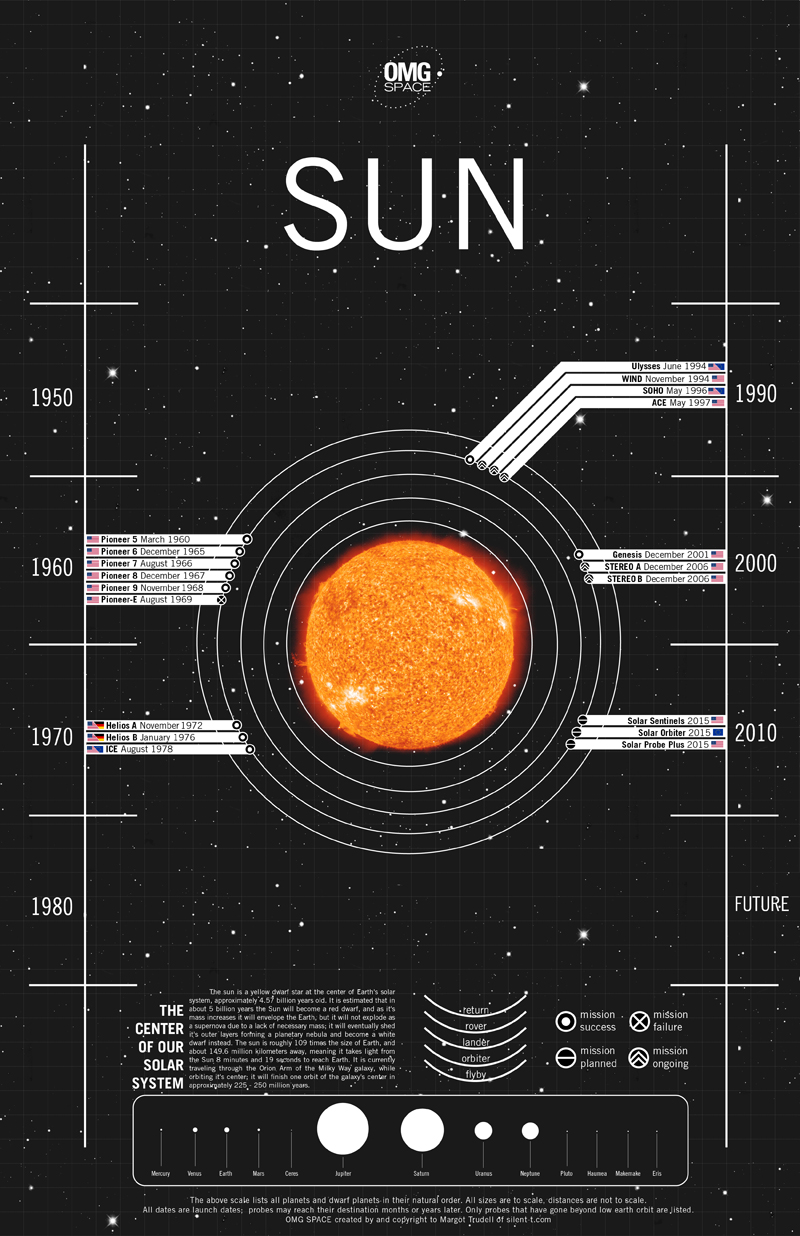 OMG
SPACE
SUN
1950
1960
1970
1980
1990
2000
2010
FUTURE
Ulysses June 1994
WIND November 1994
SOHO May 1996
ACE May 1997
Pioneer 5 March 1960
Pioneer 6 December 1965
Pioneer 7 August 1966
Pioneer 8 December 1967
Pioneer 9 November 1968
Pioneer-E August 1969
Genesis December 2001
STEREO A December 2006
STEREO B December 2006
Helios A November 1972
Helios B January 1976
ICE August 1978
Solar Sentinels 2015
Solar Orbiter 2015
Solar Probe Plus 2015
THE
CENTER
OF OUR
SOLAR
SYSTEM
The sun is a yellow dwarf star at the center of Earth's solar
system, approximately 4.57 billion years old. It is estimated that in
about 5 billion years the Sun will become a red dwarf, and as it's
mass increases it will envelope the Earth, but it will not explode as
a supernova due to a lack of necessary mass; it will eventually shed
it's outer layers forming a planetary nebula and become a white
dwarf instead. The sun is roughly 109 times the size of Earth, and
about 149.6 million kilometers away, meaning it takes light from
the Sun 8 minutes and 19 seconds to reach Earth. It is currently
traveling through the Orion Arm of the Milky Way galaxy, while
orbiting it's center; it will finish one orbit of the galaxy's center in
approximately 225 - 250 million years.
return
rover
lander
orbiter
flyby
mission
success
mission
failure
mission
planned
mission
ongoing
Mercury Venus Earth Mars Ceres Jupiter Saturn Uranus Neptune Pluto Haumea Makemake Eris
The above scale lists all planets and dwarf planets in their natural order. All sizes are to scale, distances are not to scale.
All dates are launch dates; probes may reach their destination months or years later. Only probes that have gone beyond low earth orbit are listed.
OMG SPACE created by and copyright to Margot Trudell of silent-t.com